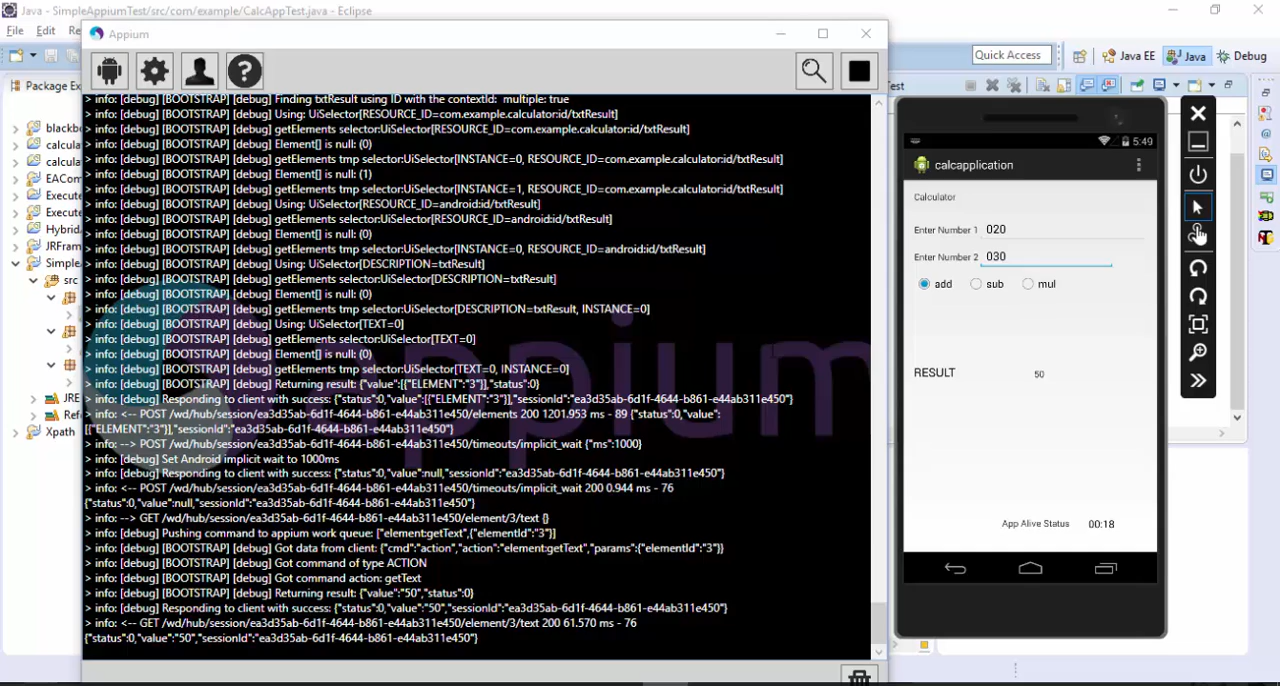 Java - SimpleAppiumTest/src/com/example/CalcAppTest.java - Eclipse
File Edit Re
Appium
Quick Access
Java EE
Java
Debug
Package Ex
Test
> info: [debug] [BOOTSTRAP] [debug] Finding txtResult using ID with the contextId: multiple: true
> info: [debug] [BOOTSTRAP] [debug] Using: UiSelector[RESOURCE_ID=com.example.calculator:id/txtResult]
> info: [debug] [BOOTSTRAP] [debug] getElements selector:UiSelector[RESOURCE_ID=com.example.calculator:id/txtResult]
> info: [debug] [BOOTSTRAP] [debug] Element[] is null: (0)
> info: [debug] [BOOTSTRAP] [debug] getElements tmp selector:UiSelector[INSTANCE=0, RESOURCE_ID=com.example.calculator:id/txtResult]
> info: [debug] [BOOTSTRAP] [debug] Element[] is null: (1)
> info: [debug] [BOOTSTRAP] [debug] getElements tmp selector:UiSelector[INSTANCE=1, RESOURCE_ID=com.example.calculator:id/txtResult]
> info: [debug] [BOOTSTRAP] [debug] Using: UiSelector[RESOURCE_ID=android:id/txtResult]
> info: [debug] [BOOTSTRAP] [debug] getElements selector:UiSelector[RESOURCE_ID=android:id/txtResult]
> info: [debug] [BOOTSTRAP] [debug] Element[] is null: (0)
> info: [debug] [BOOTSTRAP] [debug] getElements tmp selector:UiSelector[INSTANCE=0, RESOURCE_ID=android:id/txtResult]
> info: [debug] [BOOTSTRAP] [debug] Using: UiSelector[DESCRIPTION=txtResult]
> info: [debug] [BOOTSTRAP] [debug] getElements selector:UiSelector[DESCRIPTION=txtResult]
> info: [debug] [BOOTSTRAP] [debug] Element[] is null: (0)
> info: [debug] [BOOTSTRAP] [debug] getElements tmp selector:UiSelector[DESCRIPTION=txtResult, INSTANCE=0]
> info: [debug] [BOOTSTRAP] [debug] Using: UiSelector[TEXT=0]
> info: [debug] [BOOTSTRAP] [debug] getElements selector:UiSelector[TEXT=0]
> info: [debug] [BOOTSTRAP] [debug] Element[] is null: (0)
> info: [debug] [BOOTSTRAP] [debug] getElements tmp selector:UiSelector[TEXT=0, INSTANCE=0]
> info: [debug] [BOOTSTRAP] [debug] Returning result: {"value":[{"ELEMENT":"3"}],"status":0}
> info: [debug] Responding to client with success: {"status":0,"value":[{"ELEMENT":"3"}],"sessionId":"ea3d35ab-6d1f-4644-b861-e44ab311e450"}
> info: <-- POST /wd/hub/session/ea3d35ab-6d1f-4644-b861-e44ab311e450/elements 200 1201.953 ms - 89 {"status":0,"value":
[{"ELEMENT":"3"}],"sessionId":"ea3d35ab-6d1f-4644-b861-e44ab311e450"}
> info: --> POST /wd/hub/session/ea3d35ab-6d1f-4644-b861-e44ab311e450/timeouts/implicit_wait {"ms":1000}
> info: [debug] Set Android implicit wait to 1000ms
> info: [debug] Responding to client with success: {"status":0,"value":null,"sessionId":"ea3d35ab-6d1f-4644-b861-e44ab311e450"}
> info: <-- POST /wd/hub/session/ea3d35ab-6d1f-4644-b861-e44ab311e450/timeouts/implicit_wait 200 0.944 ms - 76
{"status":0,"value":null,"sessionId":"ea3d35ab-6d1f-4644-b861-e44ab311e450"}
> info: --> GET /wd/hub/session/ea3d35ab-6d1f-4644-b861-e44ab311e450/element/3/text {}
> info: [debug] Pushing command to appium work queue: ["element:getText",{"elementId":"3"}]
> info: [debug] [BOOTSTRAP] [debug] Got data from client: {"cmd":"action","action":"element:getText","params":{"elementId":"3"}}
> info: [debug] [BOOTSTRAP] [debug] Got command of type ACTION
> info: [debug] [BOOTSTRAP] [debug] Got command action: getText
> info: [debug] [BOOTSTRAP] [debug] Returning result: {"value":"50","status":0}
> info: [debug] Responding to client with success: {"status":0,"value":"50","sessionId":"ea3d35ab-6d1f-4644-b861-e44ab311e450"}
> info: <-- GET /wd/hub/session/ea3d35ab-6d1f-4644-b861-e44ab311e450/element/3/text 200 61.570 ms - 76
{"status":0,"value":"50","sessionId":"ea3d35ab-6d1f-4644-b861-e44ab311e450"}
appium
blackb
calcula
calcula
EACom
Execute
Execute
Hybrid
JRFram
Simple
src
JRE
Refe
Xpath
5:49
calcapplication
Calculator
Enter Number 1 020
Enter Number 2 030
add sub mul
RESULT 50
App Alive Status 00:18